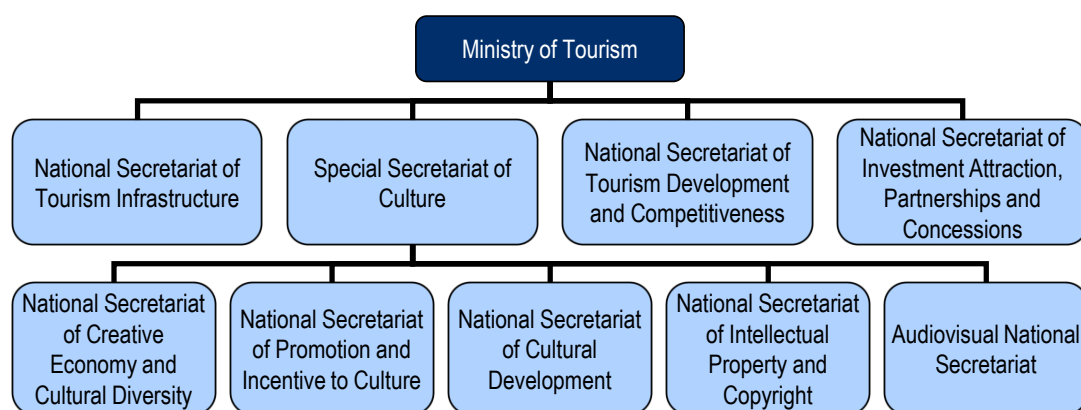 Ministry of Tourism
National Secretariat of
Tourism Infrastructure
Special Secretariat of
Culture
National Secretariat of
Tourism Development
and Competitiveness
National Secretariat of
Investment Attraction,
Partnerships and
Concessions
National Secretariat
of Creative
Economy and
Cultural Diversity
National Secretariat
of Promotion and
Incentive to Culture
National Secretariat
of Cultural
Development
National Secretariat
of Intellectual
Property and
Copyright
Audiovisual National
Secretariat